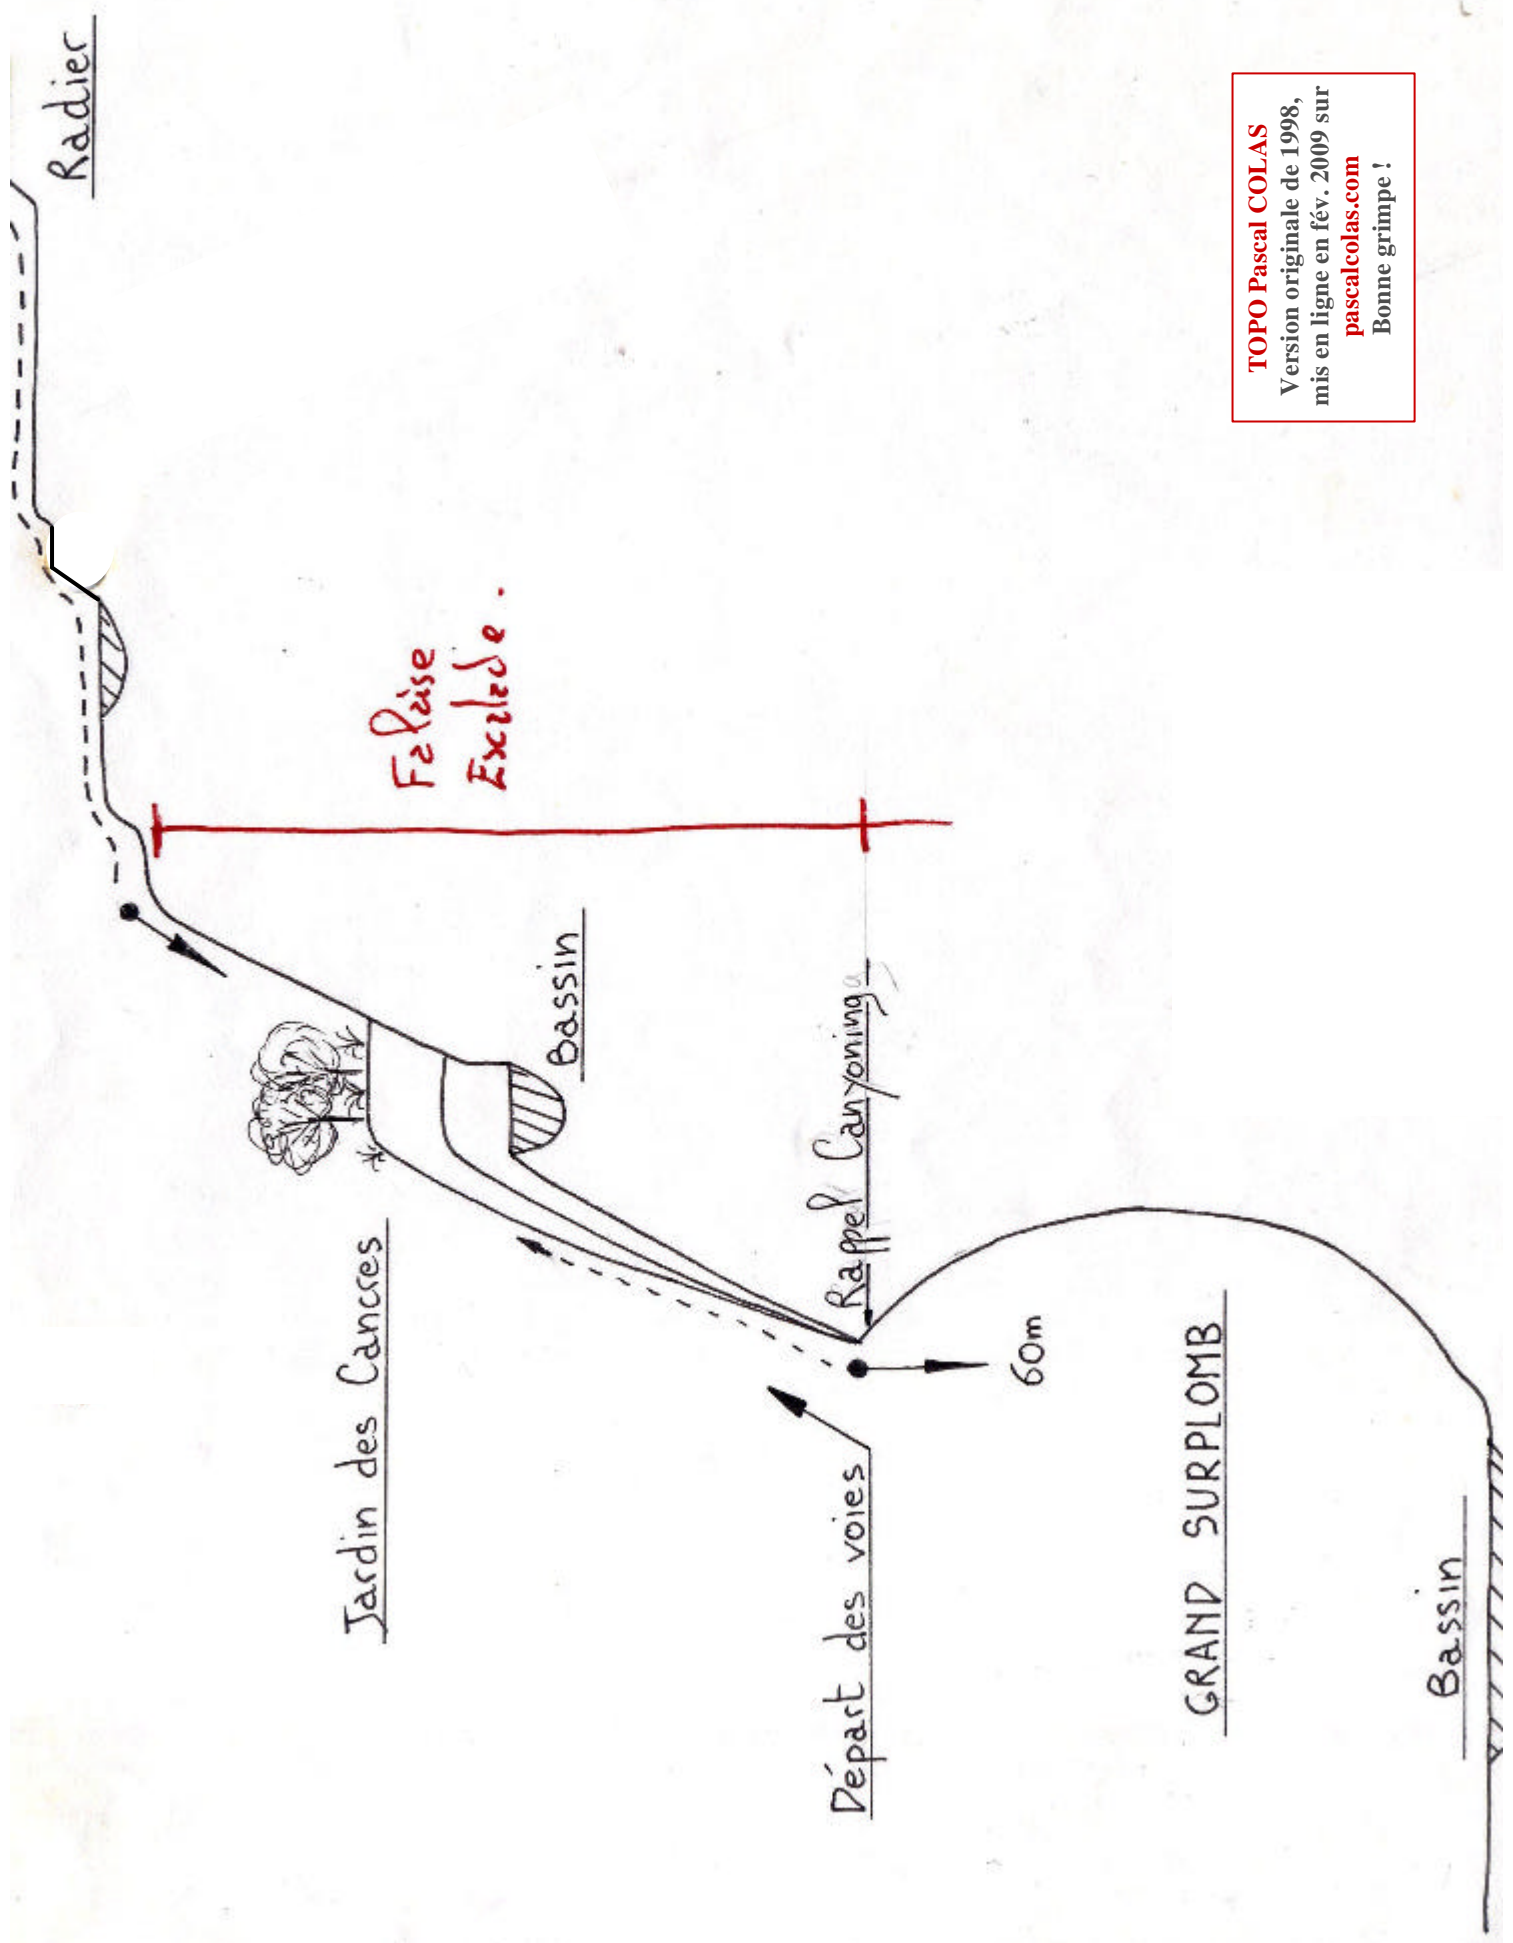 Radier
TOPO Pascal COLAS
Version originale de 1998,
mis en ligne en fév. 2009 sur
pascalcolas.com
Bonne grimpe !
Falaise
Escalade.
Jardin des Cancres
Bassin
Rappel Canyoning
Départ des voies
60m
GRAND SURPLOMB
Bassin